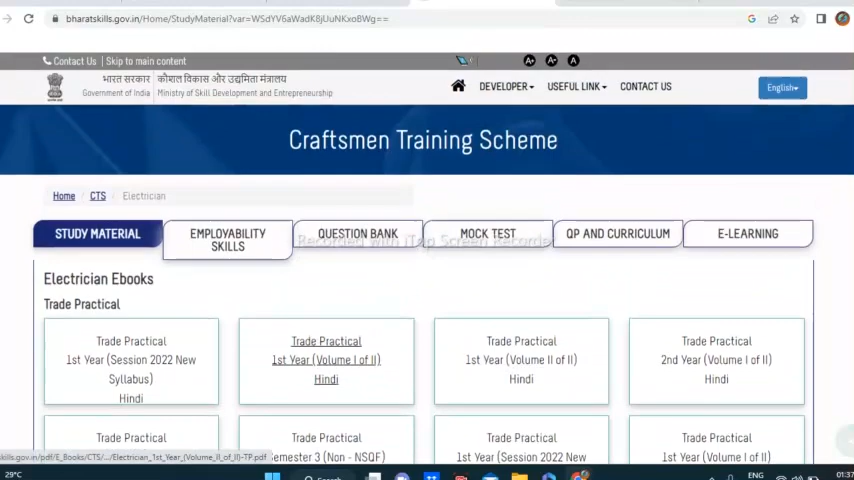 bharatskills.gov.in/Home/StudyMaterial?var=WSdYV6aWadK8jUuNKxoBWg==
Contact Us | Skip to main content
A+ A+ A
भारत सरकार कौशल विकास और उद्यमिता मंत्रालय
Government of India Ministry of Skill Development and Entrepreneurship
DEVELOPER USEFUL LINK CONTACT US
English
Craftsmen Training Scheme
Home / CTS / Electrician
STUDY MATERIAL
EMPLOYABILITY
SKILLS
QUESTION BANK
MOCK TEST
QP AND CURRICULUM
E-LEARNING
Recorded with iTop Screen Recorder
Electrician Ebooks
Trade Practical
Trade Practical
1st Year (Session 2022 New
Syllabus)
Hindi
Trade Practical
1st Year (Volume I of II)
Hindi
Trade Practical
1st Year (Volume II of II)
Hindi
Trade Practical
2nd Year (Volume I of II)
Hindi
Trade Practical
Trade Practical
Semester 3 (Non - NSQF)
Trade Practical
1st Year (Session 2022 New
Trade Practical
1st Year (Volume I of II)
skills.gov.in/pdf/E_Books/CTS/.../Electrician_1st_Year_(Volume_II_of_II)-TP.pdf
29°C
Search
ENG
01:37